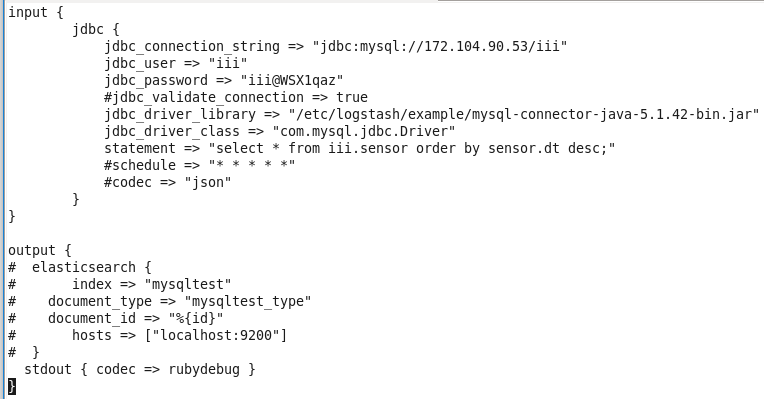 input {
        jdbc {
            jdbc_connection_string => "jdbc:mysql://172.104.90.53/iii"
            jdbc_user => "iii"
            jdbc_password => "iii@WSX1qaz"
            #jdbc_validate_connection => true
            jdbc_driver_library => "/etc/logstash/example/mysql-connector-java-5.1.42-bin.jar"
            jdbc_driver_class => "com.mysql.jdbc.Driver"
            statement => "select * from iii.sensor order by sensor.dt desc;"
            #schedule => "* * * * *"
            #codec => "json"
        }
}

output {
#  elasticsearch {
#       index => "mysqltest"
#    document_type => "mysqltest_type"
#    document_id => "%{id}"
#       hosts => ["localhost:9200"]
#  }
  stdout { codec => rubydebug }
}